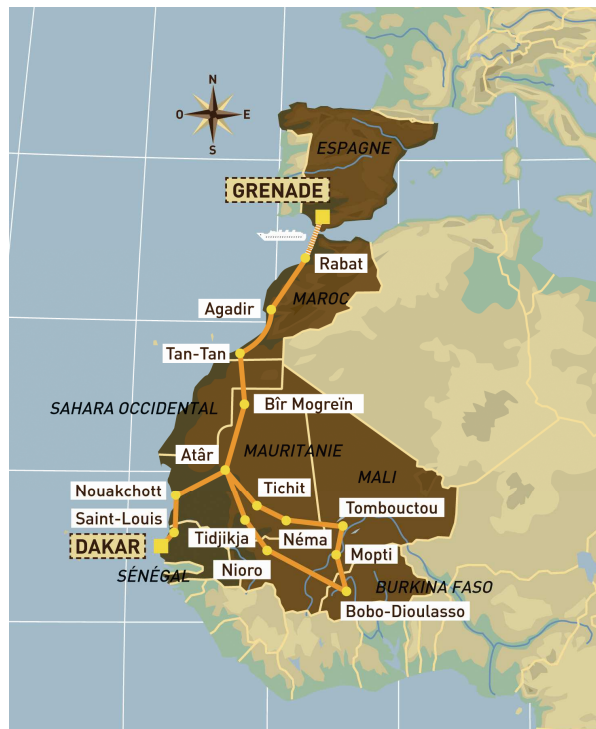 N
O
E
S
ESPAGNE
GRENADE
Rabat
MAROC
Agadir
Tan-Tan
SAHARA OCCIDENTAL
Bîr Mogreïn
Atâr
MAURITANIE
MALI
Nouakchott
Tichit
Tombouctou
Saint-Louis
Tidjikja
Néma
DAKAR
Mopti
Nioro
SÉNÉGAL
BURKINA FASO
Bobo-Dioulasso